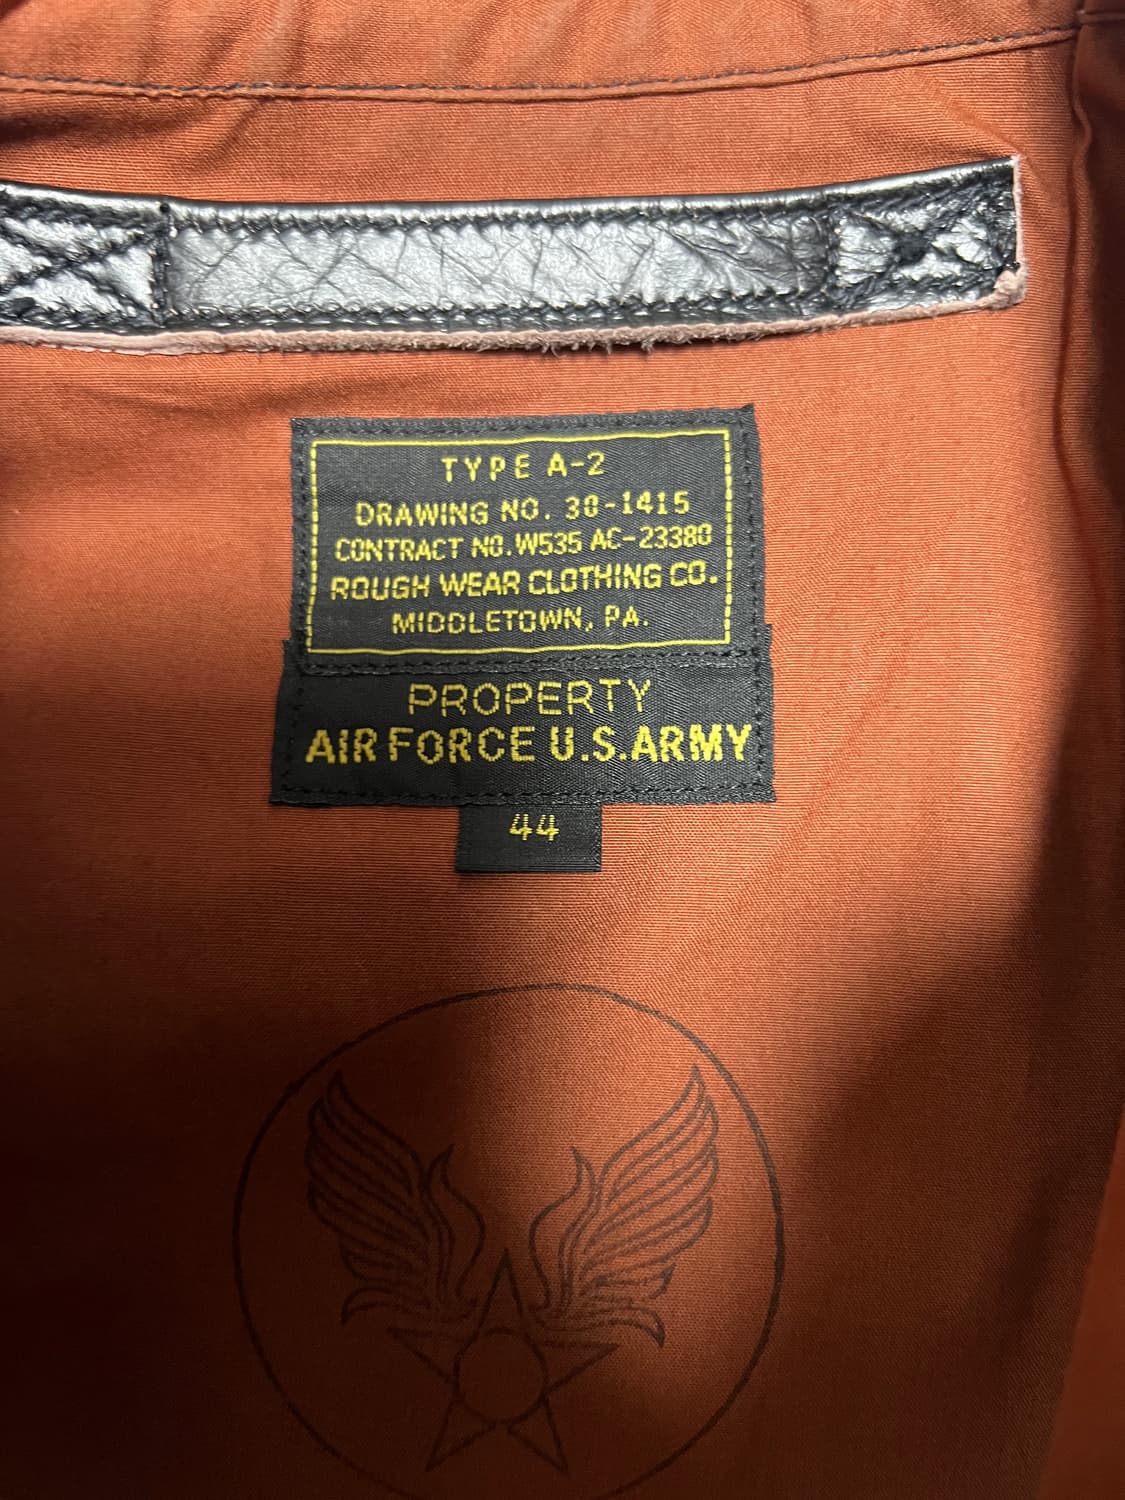 TYPE A-2
DRAWING NO. 30-1415
CONTRACT NO. W535 AC-23380
ROUGH WEAR CLOTHING CO.
MIDDLETOWN, PA.
PROPERTY
AIR FORCE U.S.ARMY
44